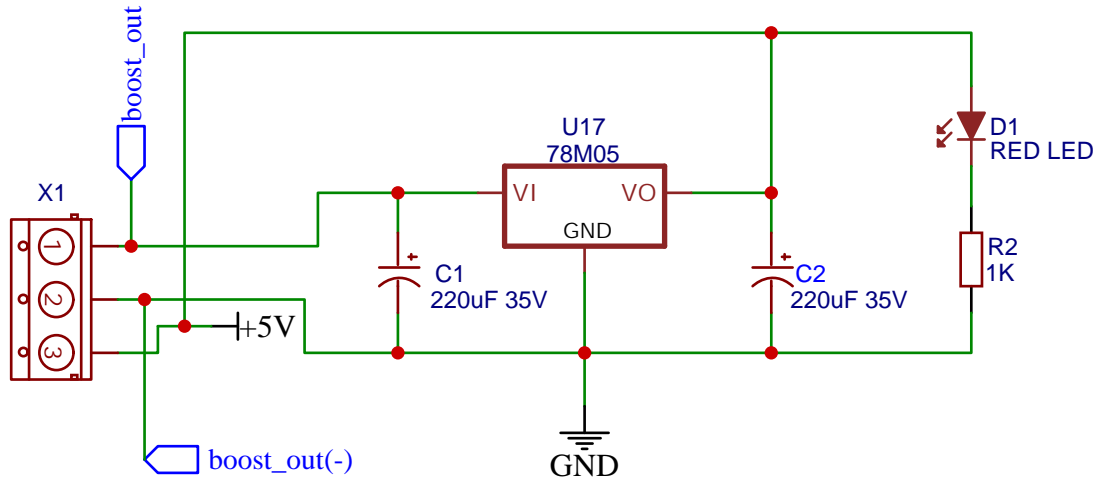 boost_out
X1
1
2
3
+5V
boost_out(-)
U17
78M05
VI
VO
GND
+
C1
220uF 35V
+
C2
220uF 35V
D1
RED LED
R2
1K
GND